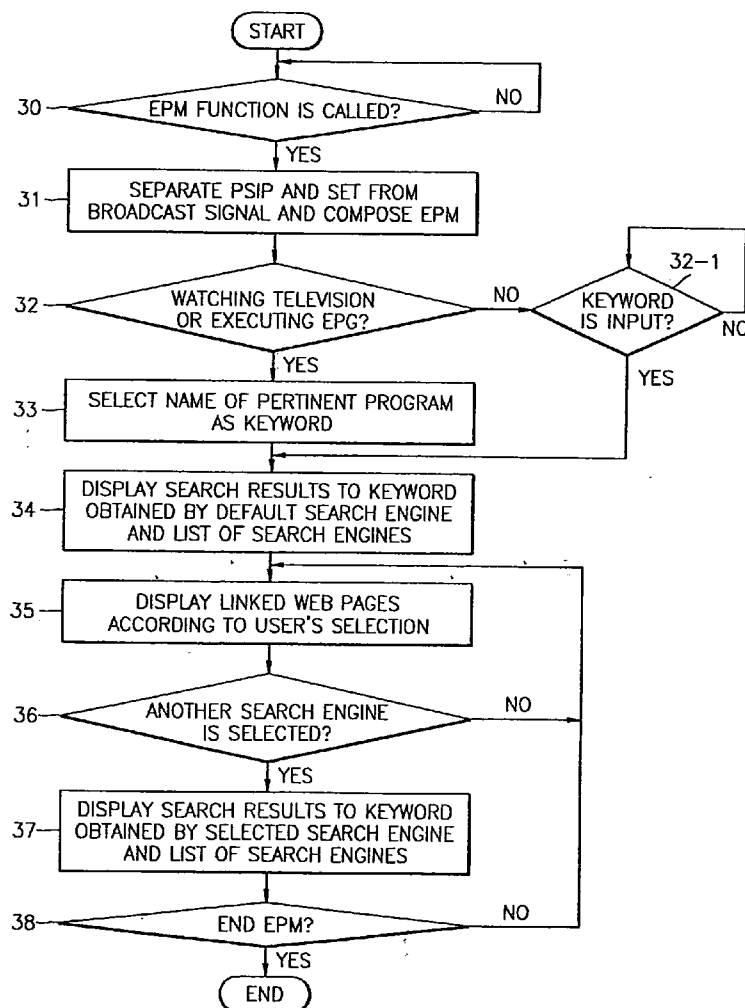 START
30
EPM FUNCTION IS CALLED?
NO
YES
31
SEPARATE PSIP AND SET FROM
BROADCAST SIGNAL AND COMPOSE EPM
32
WATCHING TELEVISION
OR EXECUTING EPG?
NO
32-1
KEYWORD
IS INPUT?
NO
YES
YES
33
SELECT NAME OF PERTINENT PROGRAM
AS KEYWORD
34
DISPLAY SEARCH RESULTS TO KEYWORD
OBTAINED BY DEFAULT SEARCH ENGINE
AND LIST OF SEARCH ENGINES
35
DISPLAY LINKED WEB PAGES
ACCORDING TO USER'S SELECTION
36
ANOTHER SEARCH ENGINE
IS SELECTED?
NO
YES
37
DISPLAY SEARCH RESULTS TO KEYWORD
OBTAINED BY SELECTED SEARCH ENGINE
AND LIST OF SEARCH ENGINES
38
END EPM?
NO
YES
END